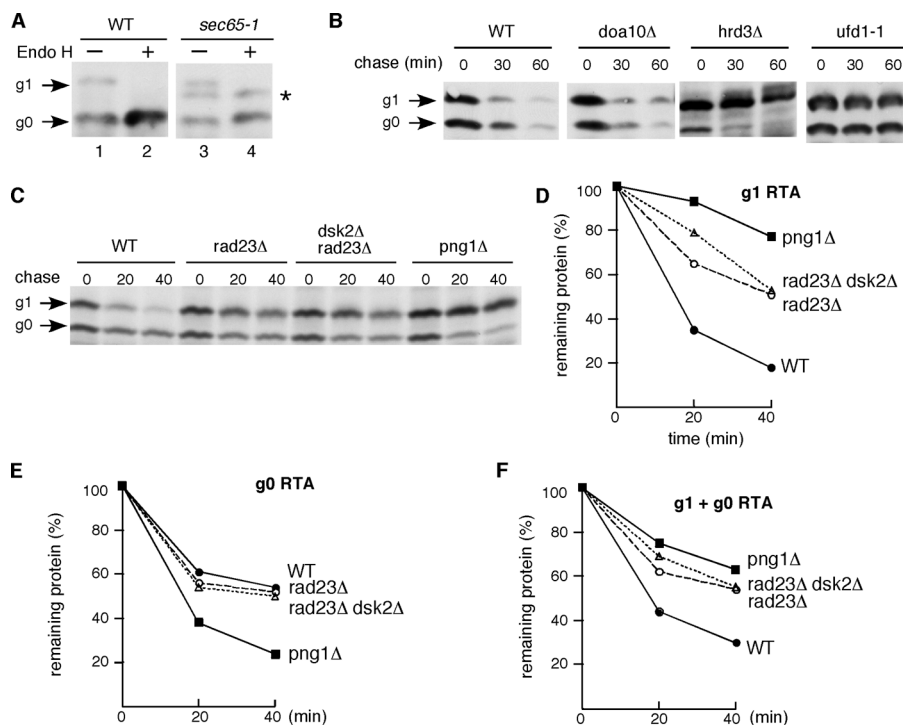 A
WT sec65-1
Endo H − + − +
g1
*
g0
1 2 3 4
B
WT doa10Δ hrd3Δ ufd1-1
chase (min) 0 30 60 0 30 60 0 30 60 0 30 60
g1
g0
C
WT rad23Δ dsk2Δ rad23Δ png1Δ
chase 0 20 40 0 20 40 0 20 40 0 20 40
g1
g0
D
g1 RTA
remaining protein (%)
100
80
60
40
20
png1Δ
rad23Δ dsk2Δ
rad23Δ
WT
0 20 40
time (min)
E
g0 RTA
remaining protein (%)
100
80
60
40
20
WT
rad23Δ
rad23Δ dsk2Δ
png1Δ
0 20 40 (min)
F
g1 + g0 RTA
remaining protein (%)
100
80
60
40
20
png1Δ
rad23Δ dsk2Δ
rad23Δ
WT
0 20 40 (min)